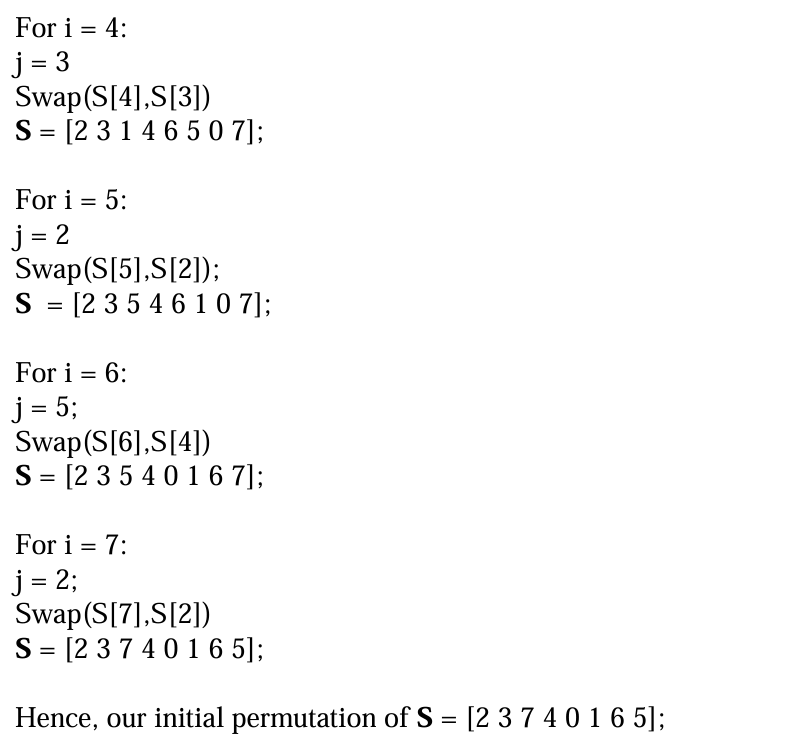 For i = 4:
j = 3
Swap(S[4],S[3])
S = [2 3 1 4 6 5 0 7];
For i = 5:
j = 2
Swap(S[5],S[2]);
S = [2 3 5 4 6 1 0 7];
For i = 6:
j = 5;
Swap(S[6],S[4])
S = [2 3 5 4 0 1 6 7];
For i = 7:
j = 2;
Swap(S[7],S[2])
S = [2 3 7 4 0 1 6 5];
Hence, our initial permutation of S = [2 3 7 4 0 1 6 5];